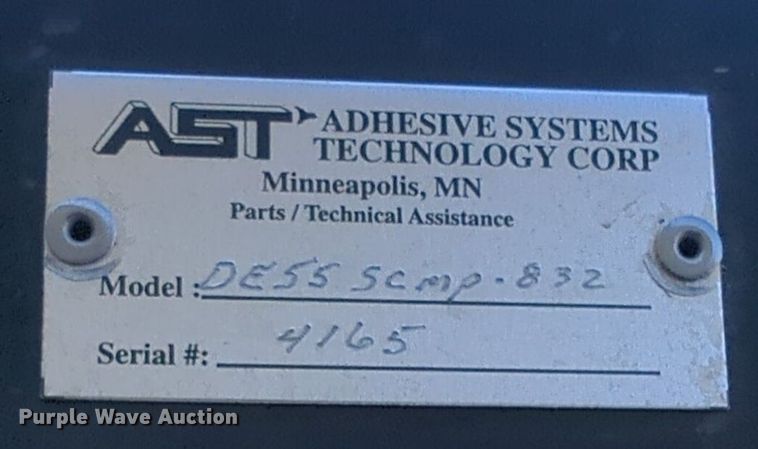 AST ADHESIVE SYSTEMS
TECHNOLOGY CORP
Minneapolis, MN
Parts / Technical Assistance
Model : DE55 SCMP-832
Serial #: 4165
Purple Wave Auction